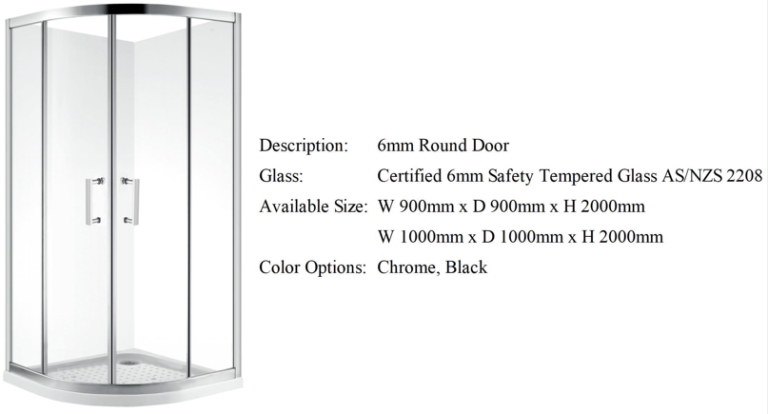 Description: 6mm Round Door
Glass: Certified 6mm Safety Tempered Glass AS/NZS 2208
Available Size: W 900mm x D 900mm x H 2000mm
W 1000mm x D 1000mm x H 2000mm
Color Options: Chrome, Black